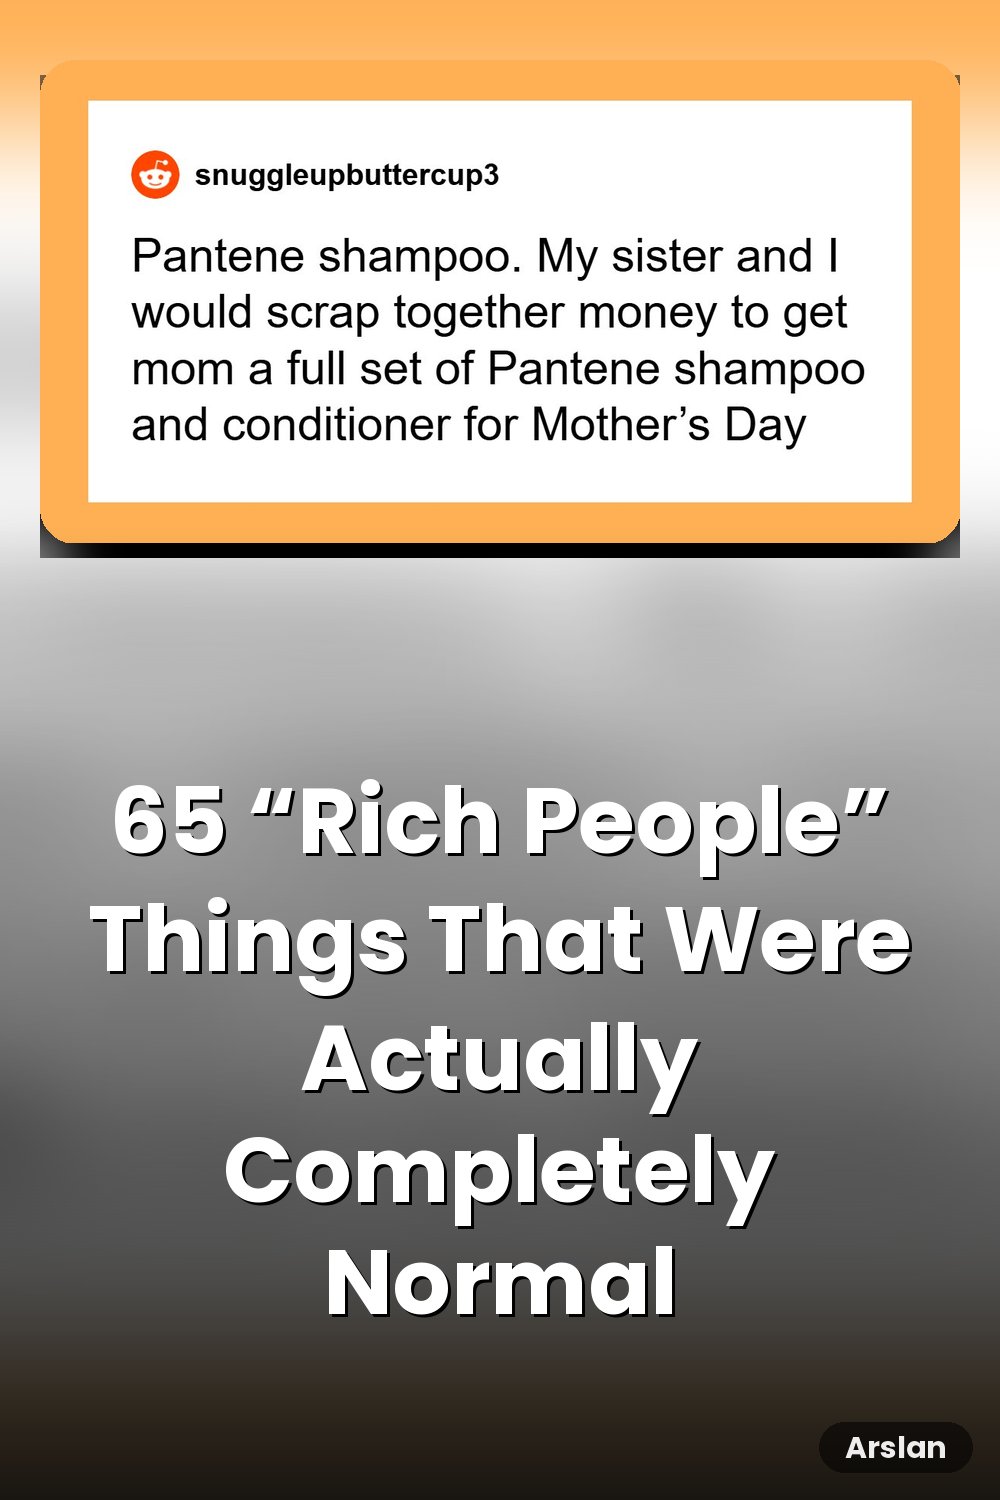 snuggleupbuttercup3
Pantene shampoo. My sister and I
would scrap together money to get
mom a full set of Pantene shampoo
and conditioner for Mother’s Day
65 “Rich People”
Things That Were
Actually
Completely
Normal
Arslan